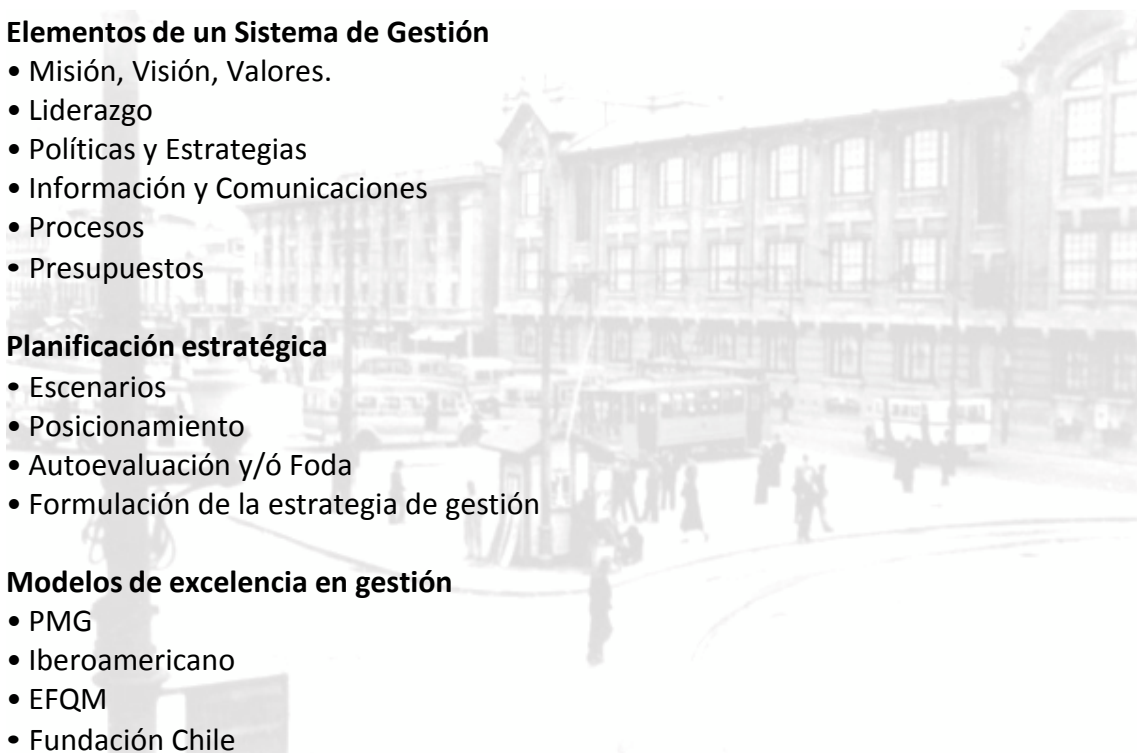 Elementos de un Sistema de Gestión
• Misión, Visión, Valores.
• Liderazgo
• Políticas y Estrategias
• Información y Comunicaciones
• Procesos
• Presupuestos
Planificación estratégica
• Escenarios
• Posicionamiento
• Autoevaluación y/ó Foda
• Formulación de la estrategia de gestión
Modelos de excelencia en gestión
• PMG
• Iberoamericano
• EFQM
• Fundación Chile